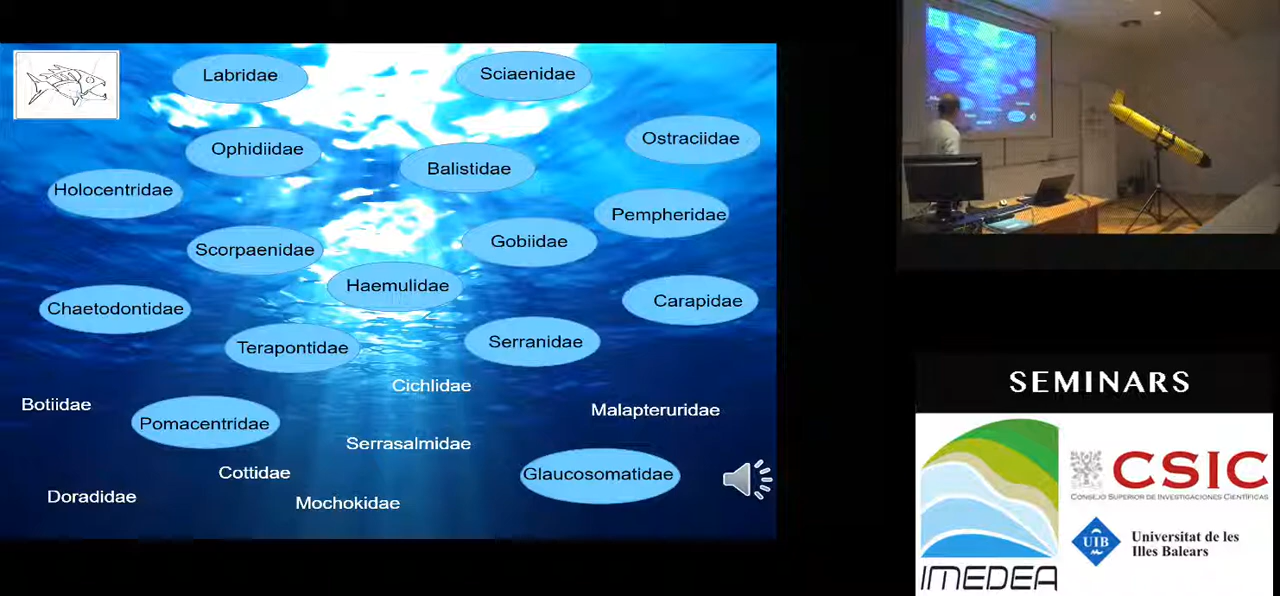 Labridae
Sciaenidae
Ostraciidae
Ophidiidae
Balistidae
Holocentridae
Pempheridae
Gobiidae
Scorpaenidae
Haemulidae
Carapidae
Chaetodontidae
Terapontidae
Serranidae
Cichlidae
Botiidae
Malapteruridae
Pomacentridae
Serrasalmidae
Cottidae
Glaucosomatidae
Doradidae
Mochokidae
SEMINARS
CSIC
CONSEJO SUPERIOR DE INVESTIGACIONES CIENTÍFICAS
UIB
Universitat de les
Illes Balears
IMEDEA